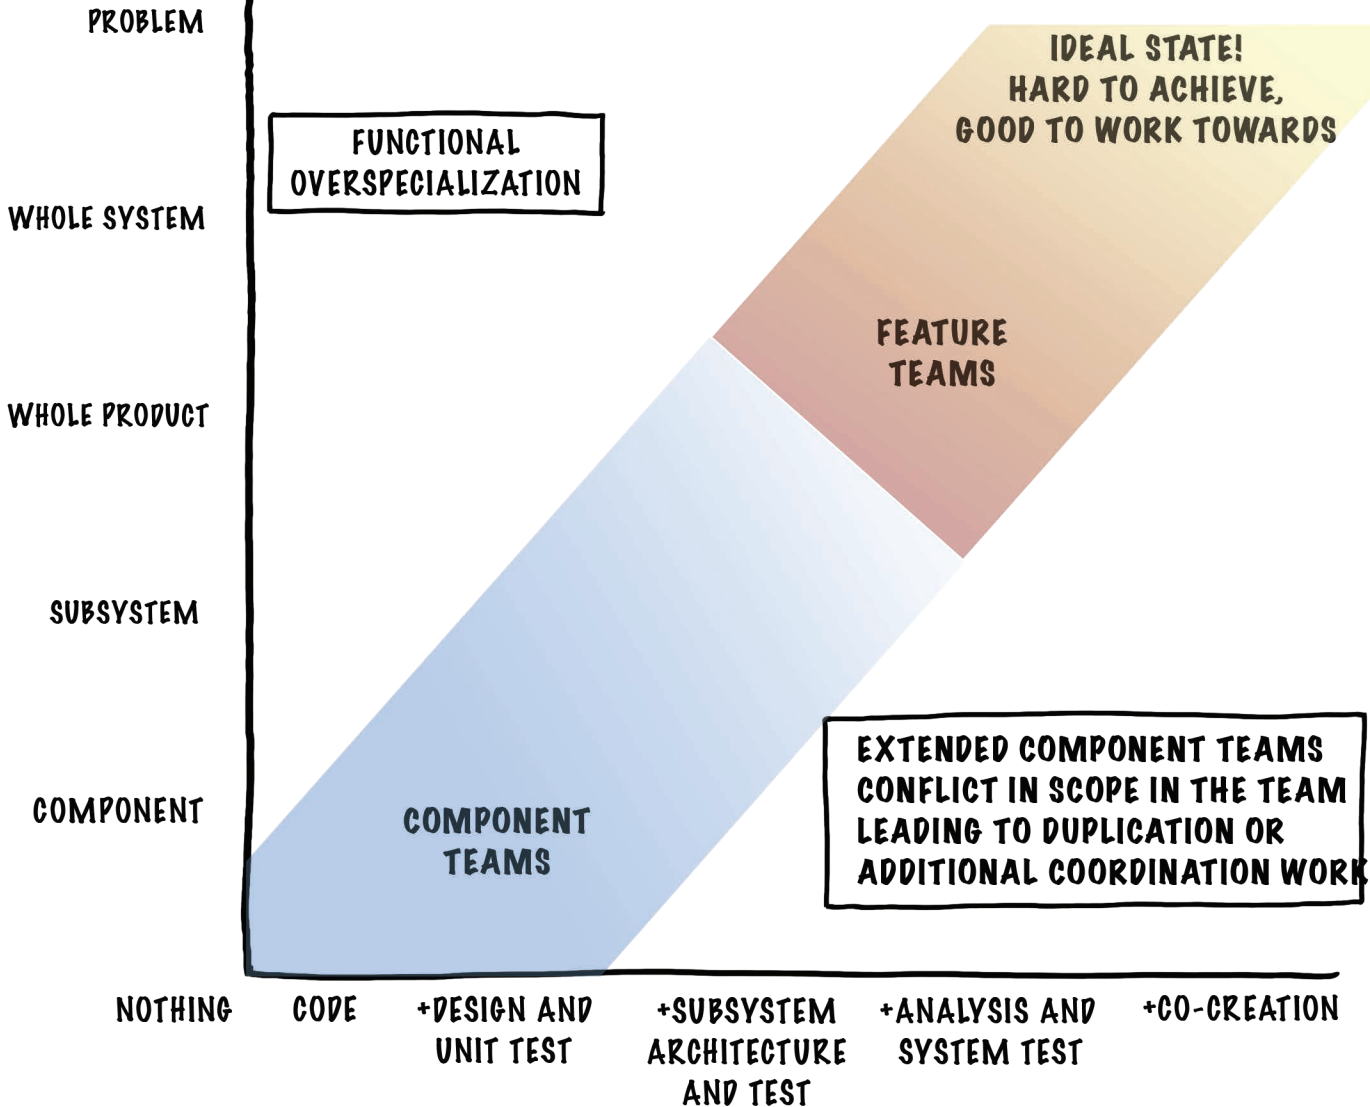 PROBLEM
IDEAL STATE!
HARD TO ACHIEVE,
GOOD TO WORK TOWARDS
FUNCTIONAL
OVERSPECIALIZATION
WHOLE SYSTEM
FEATURE
TEAMS
WHOLE PRODUCT
SUBSYSTEM
EXTENDED COMPONENT TEAMS
CONFLICT IN SCOPE IN THE TEAM
LEADING TO DUPLICATION OR
ADDITIONAL COORDINATION WORK
COMPONENT
COMPONENT
TEAMS
NOTHING
CODE
+DESIGN AND
UNIT TEST
+SUBSYSTEM
ARCHITECTURE
AND TEST
+ANALYSIS AND
SYSTEM TEST
+CO-CREATION